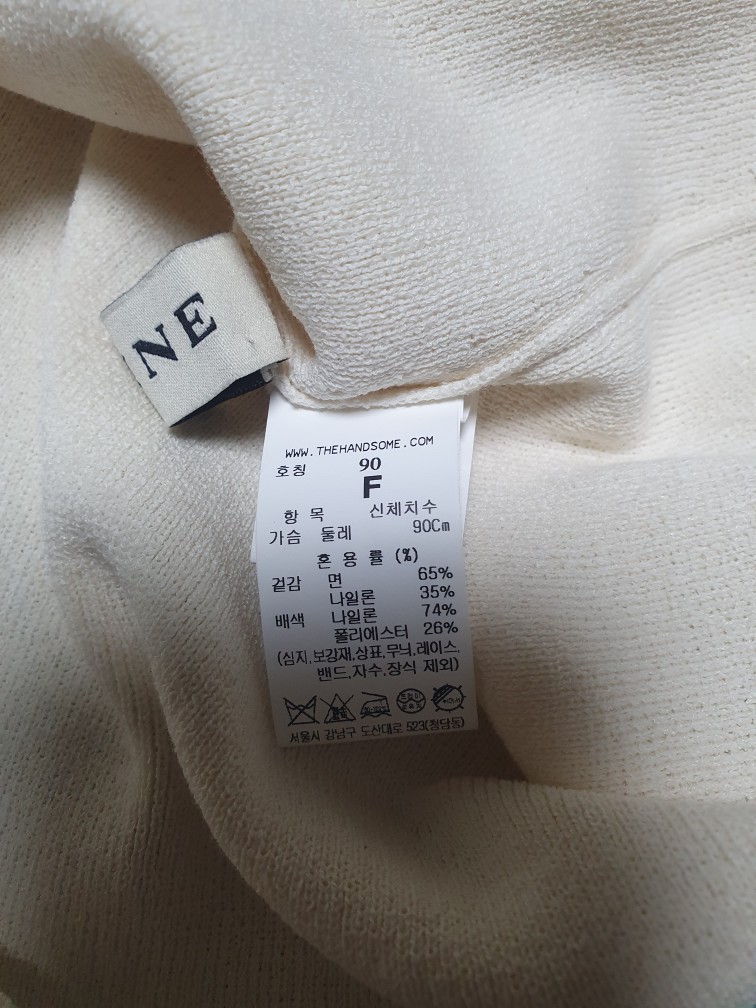 NE
WWW.THEHANDSOME.COM
호칭 90
F
항 목 신체치수
가슴 둘레 90Cm
혼 용 률 (%)
겉감 면 65%
나일론 35%
배색 나일론 74%
폴리에스터 26%
(심지,보강재,상표,무늬,레이스,
밴드,자수,장식 제외)
서울시 강남구 도산대로 523(청담동)